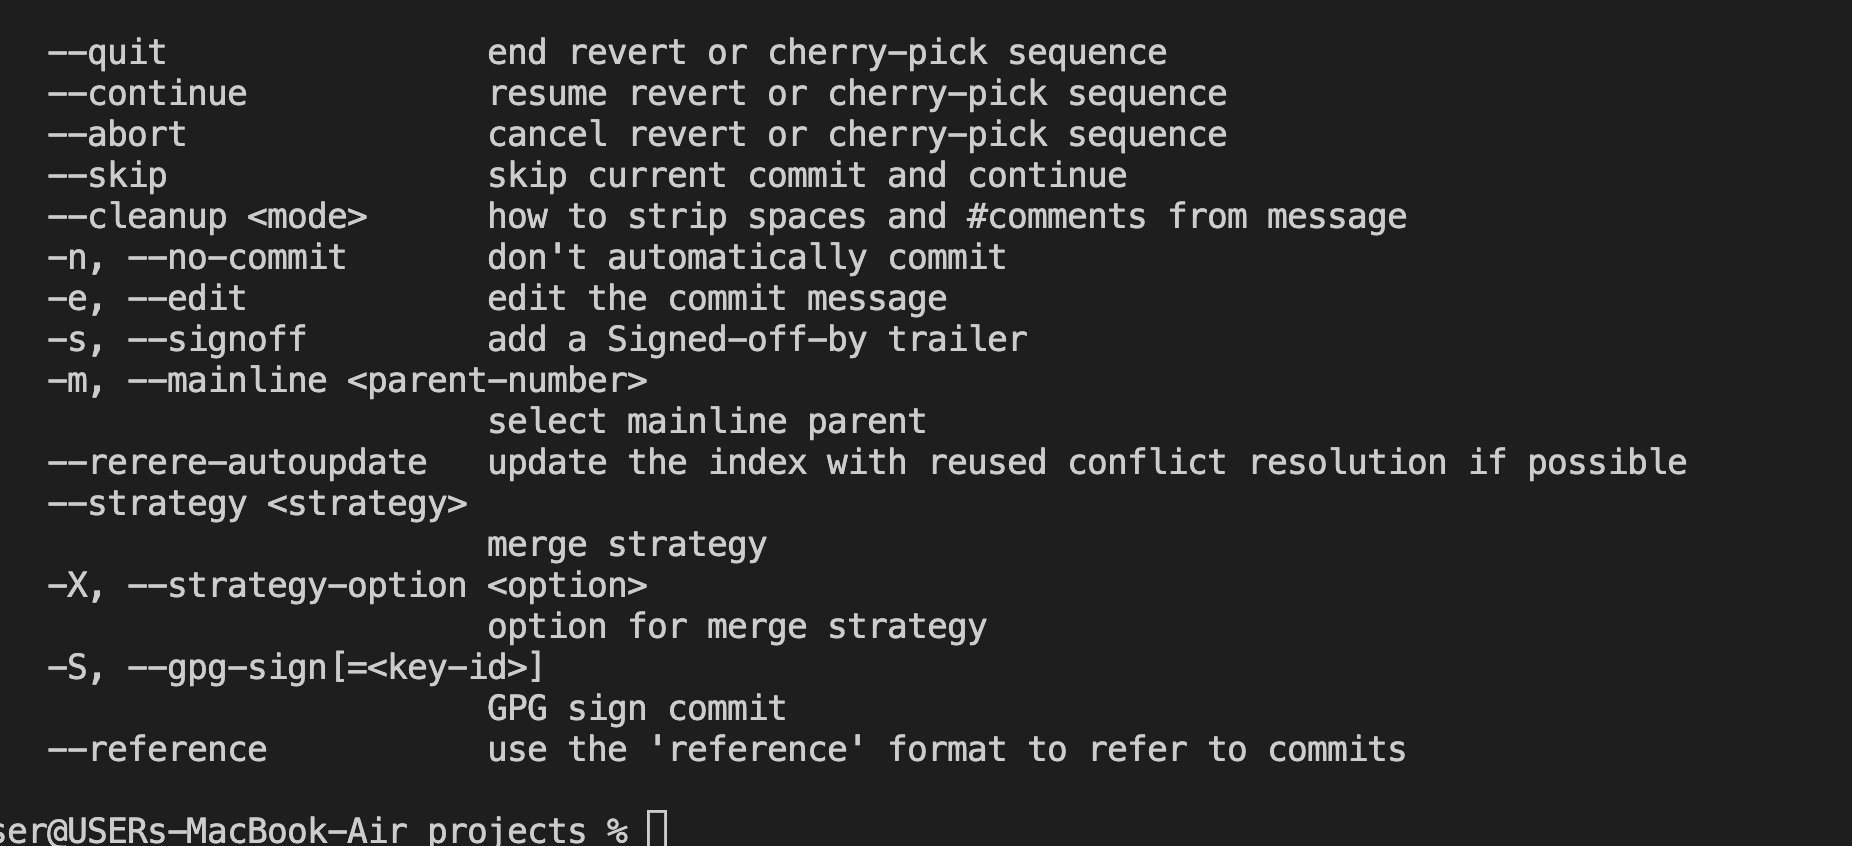 --quit                end revert or cherry-pick sequence
--continue            resume revert or cherry-pick sequence
--abort               cancel revert or cherry-pick sequence
--skip                skip current commit and continue
--cleanup <mode>      how to strip spaces and #comments from message
-n, --no-commit       don't automatically commit
-e, --edit            edit the commit message
-s, --signoff         add a Signed-off-by trailer
-m, --mainline <parent-number>
                      select mainline parent
--rerere-autoupdate   update the index with reused conflict resolution if possible
--strategy <strategy>
                      merge strategy
-X, --strategy-option <option>
                      option for merge strategy
-S, --gpg-sign[=<key-id>]
                      GPG sign commit
--reference           use the 'reference' format to refer to commits
ser@USERs-MacBook-Air projects %